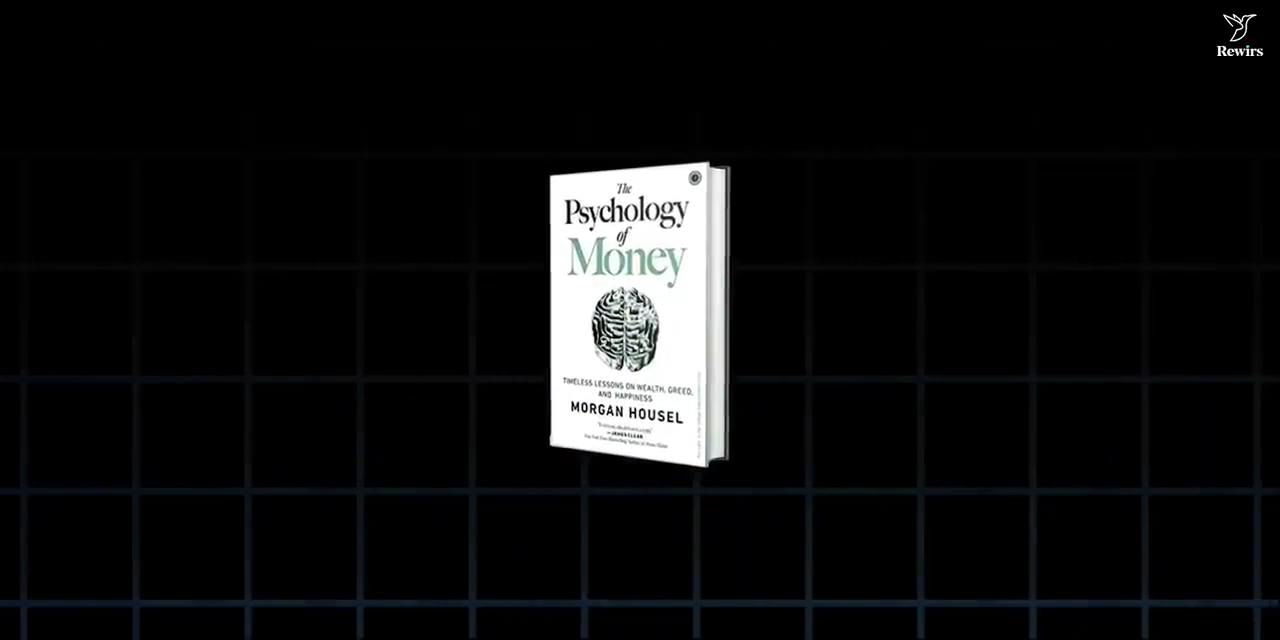 Rewirs
The
Psychology
of
Money
TIMELESS LESSONS ON WEALTH, GREED,
AND HAPPINESS
MORGAN HOUSEL
—JAMES CLEAR